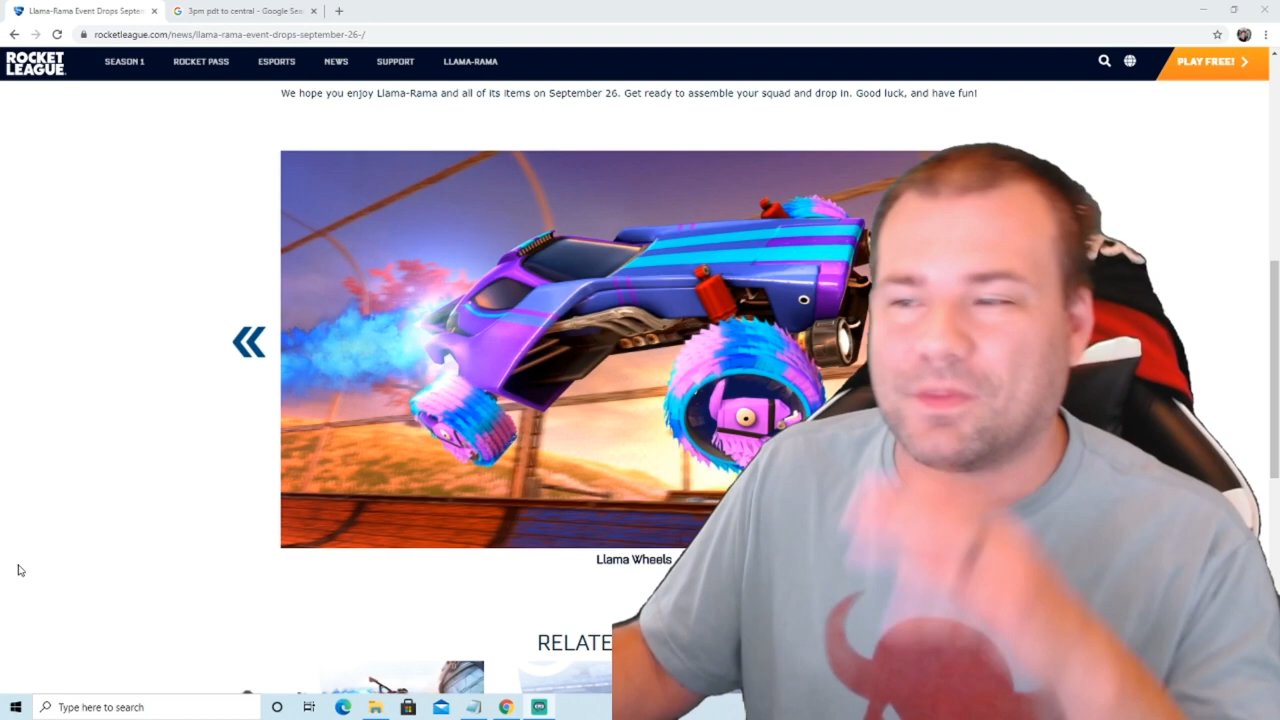 Llama-Rama Event Drops Septem
3pm pdt to central - Google Sea
rocketleague.com/news/llama-rama-event-drops-september-26-/
ROCKET
LEAGUE
SEASON 1
ROCKET PASS
ESPORTS
NEWS
SUPPORT
LLAMA-RAMA
PLAY FREE!
We hope you enjoy Llama-Rama and all of its items on September 26. Get ready to assemble your squad and drop in. Good luck, and have fun!
Llama Wheels
RELATE
Type here to search